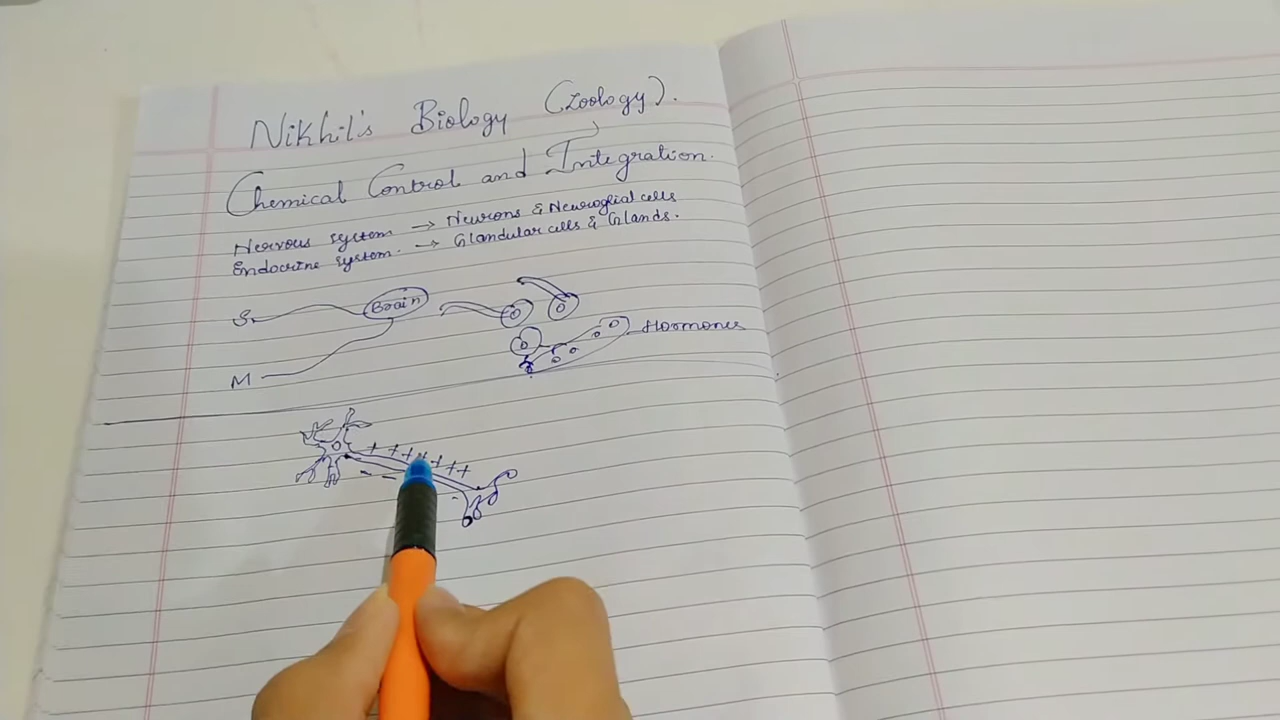 Nikhil's Biology (Zoology).
Chemical Control and Integration.
Nervous system → Neurons & Neuroglial cells
Endocrine system. → Glandular cells & Glands.
S
Brain
Hormones
M
+ + + + + + +
- - -